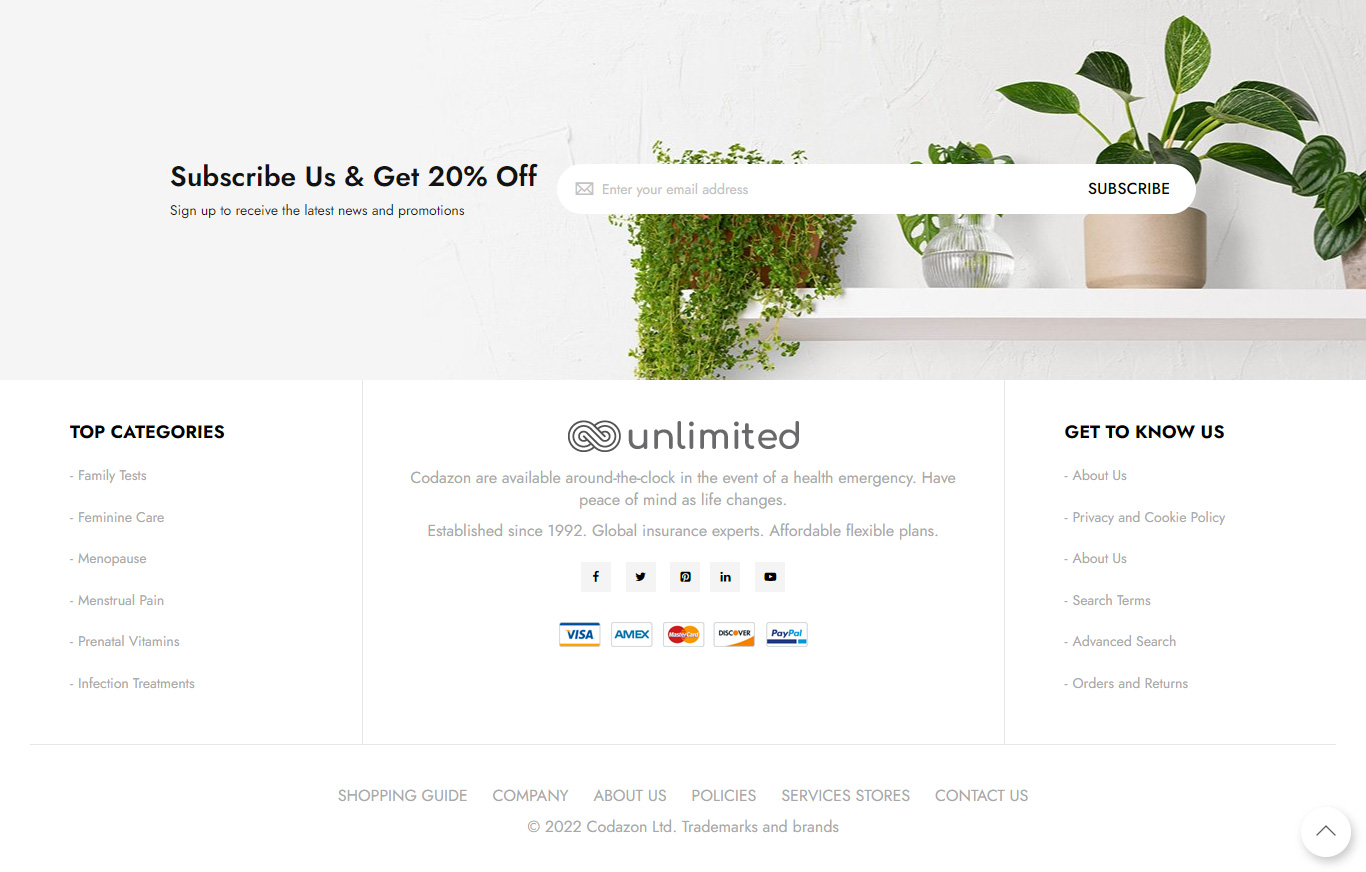 Subscribe Us & Get 20% Off
Sign up to receive the latest news and promotions
Enter your email address
SUBSCRIBE
TOP CATEGORIES
- Family Tests
- Feminine Care
- Menopause
- Menstrual Pain
- Prenatal Vitamins
- Infection Treatments
unlimited
Codazon are available around-the-clock in the event of a health emergency. Have
peace of mind as life changes.
Established since 1992. Global insurance experts. Affordable flexible plans.
VISA
AMEX
MasterCard
DISCOVER
PayPal
GET TO KNOW US
- About Us
- Privacy and Cookie Policy
- About Us
- Search Terms
- Advanced Search
- Orders and Returns
SHOPPING GUIDE COMPANY ABOUT US POLICIES SERVICES STORES CONTACT US
© 2022 Codazon Ltd. Trademarks and brands